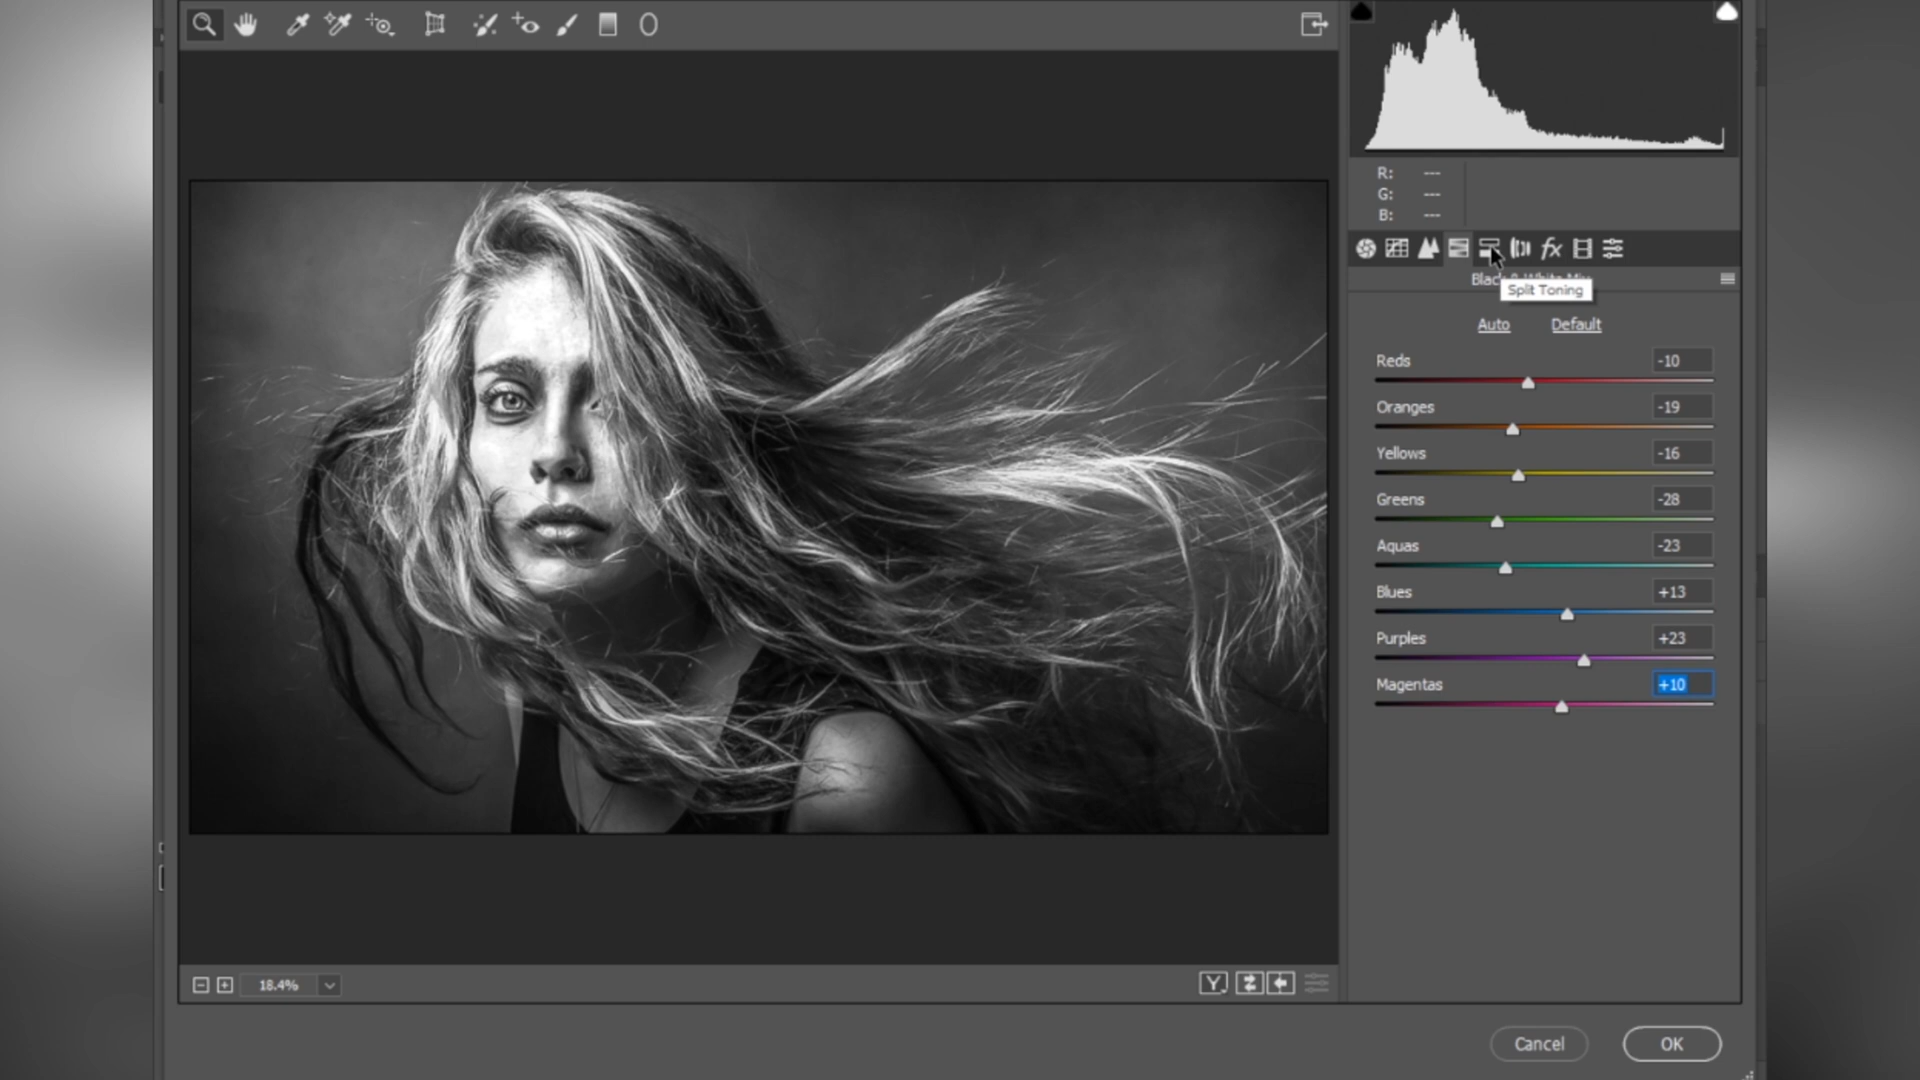 R: ---
G: ---
B: ---
fx
Split Toning
Auto Default
Reds -10
Oranges -19
Yellows -16
Greens -28
Aquas -23
Blues +13
Purples +23
Magentas +10
18.4%
Y
Cancel OK